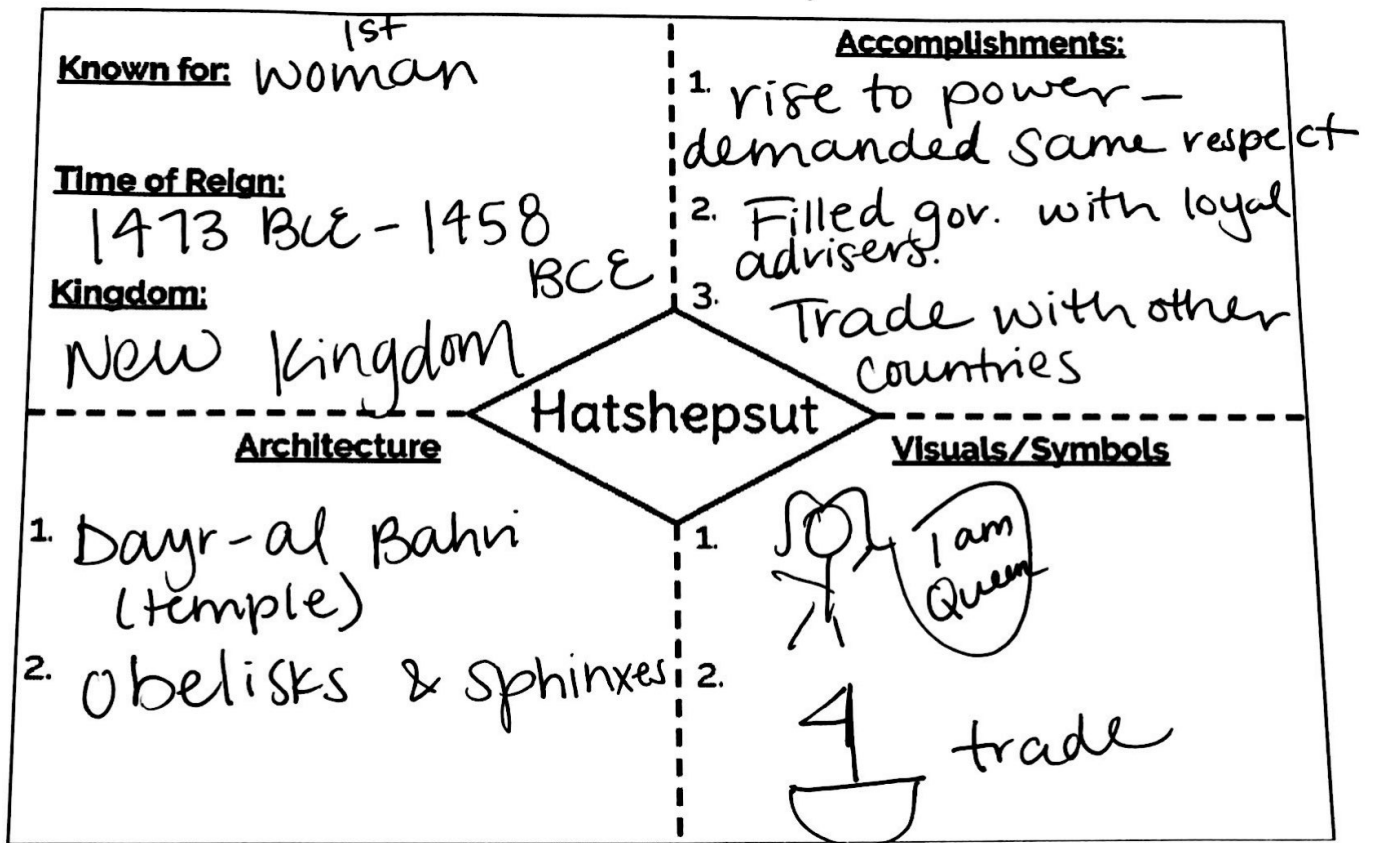 Known for: 1st woman
Time of Reign:
1473 BCE - 1458
BCE
Kingdom:
New Kingdom
Accomplishments:
1. rise to power -
demanded same respect
2. Filled gov. with loyal
advisers.
3. Trade with other
countries
Hatshepsut
Architecture
1. Dayr-al Bahri
(temple)
2. Obelisks & sphinxes
Visuals/Symbols
1. I am
Queen
2. trade